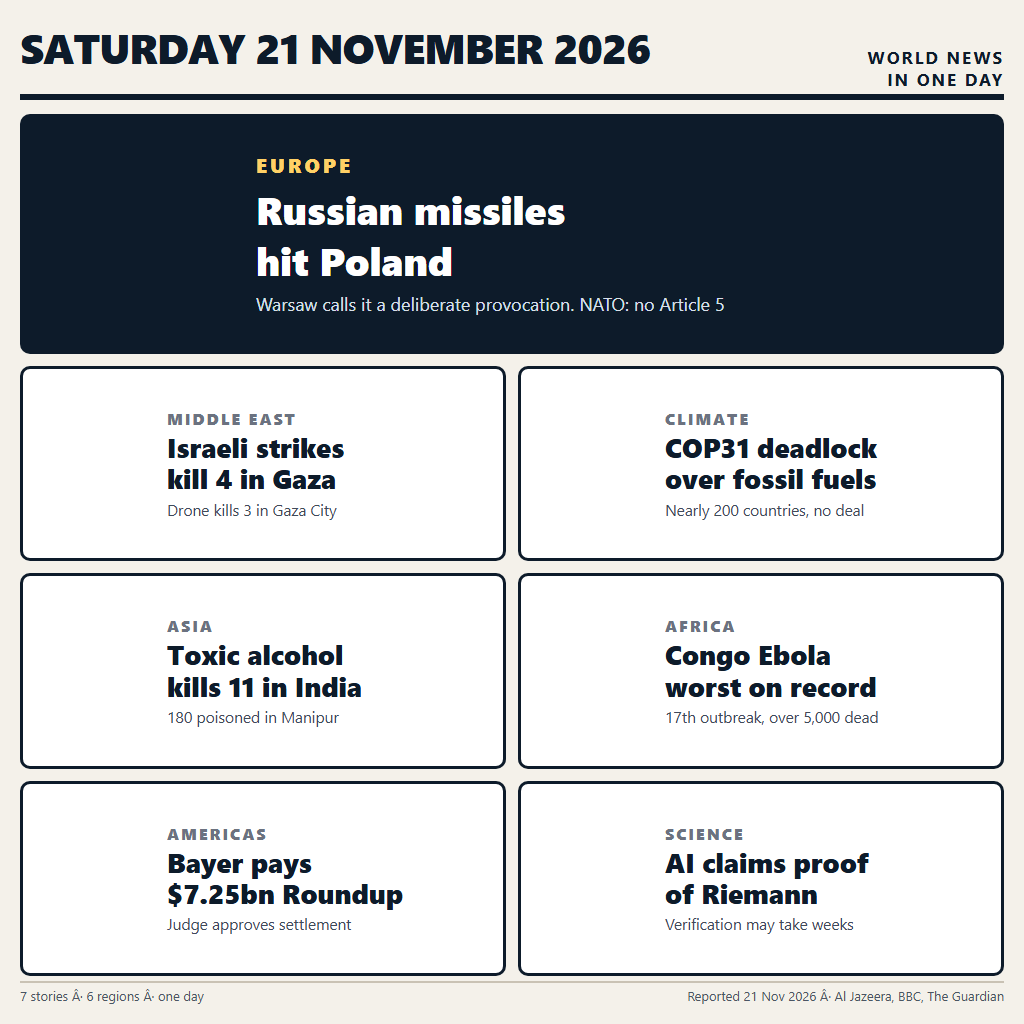 SATURDAY 21 NOVEMBER 2026
WORLD NEWS
IN ONE DAY
EUROPE
Russian missiles
hit Poland
Warsaw calls it a deliberate provocation. NATO: no Article 5
MIDDLE EAST
Israeli strikes
kill 4 in Gaza
Drone kills 3 in Gaza City
CLIMATE
COP31 deadlock
over fossil fuels
Nearly 200 countries, no deal
ASIA
Toxic alcohol
kills 11 in India
180 poisoned in Manipur
AFRICA
Congo Ebola
worst on record
17th outbreak, over 5,000 dead
AMERICAS
Bayer pays
$7.25bn Roundup
Judge approves settlement
SCIENCE
AI claims proof
of Riemann
Verification may take weeks
7 stories Â· 6 regions Â· one day
Reported 21 Nov 2026 Â· Al Jazeera, BBC, The Guardian